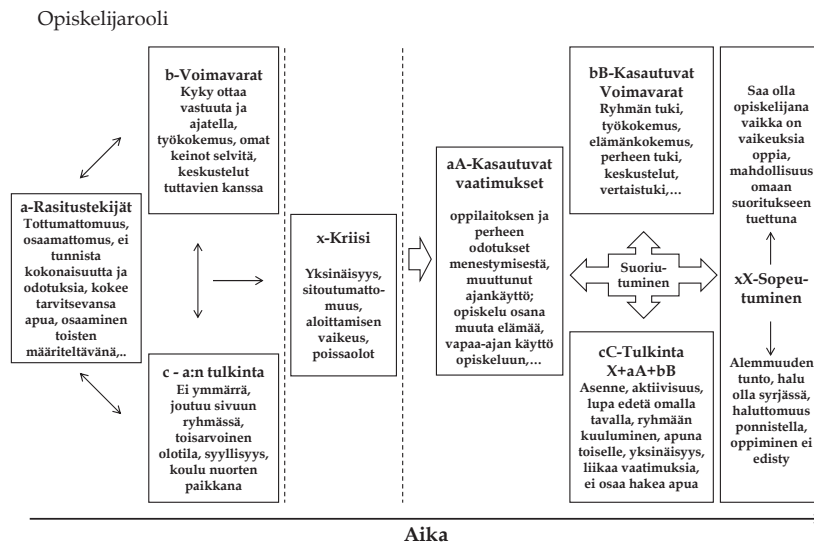 Opiskelijarooli
b-Voimavarat
Kyky ottaa
vastuuta ja
ajatella,
työkokemus, omat
keinot selvitä,
keskustelut
tuttavien kanssa
a-Rasitustekijät
Tottumattomuus,
osaamattomus, ei
tunnista
kokonaisuutta ja
odotuksia, kokee
tarvitsevansa
apua, osaaminen
toisten
määriteltävänä,..
c - a:n tulkinta
Ei ymmärrä,
joutuu sivuun
ryhmässä,
toisarvoinen
olotila, syyllisyys,
koulu nuorten
paikkana
x-Kriisi
Yksinäisyys,
sitoutumatto-
muus,
aloittamisen
vaikeus,
poissaolot
aA-Kasautuvat
vaatimukset
oppilaitoksen ja
perheen
odotukset
menestymisestä,
muuttunut
ajankäyttö;
opiskelu osana
muuta elämää,
vapaa-ajan käyttö
opiskeluun,...
bB-Kasautuvat
Voimavarat
Ryhmän tuki,
työkokemus,
elämänkokemus,
perheen tuki,
keskustelut,
vertaistuki,...
Suoriu-
tuminen
cC-Tulkinta
X+aA+bB
Asenne, aktiivisuus,
lupa edetä omalla
tavalla, ryhmään
kuuluminen, apuna
toiselle, yksinäisyys,
liikaa vaatimuksia,
ei osaa hakea apua
Saa olla
opiskelijana
vaikka on
vaikeuksia
oppia,
mahdollisuus
omaan
suoritukseen
tuettuna
xX-Sopeu-
tuminen
Alemmuuden
tunto, halu
olla syrjässä,
haluttomuus
ponnistella,
oppiminen ei
edisty
Aika